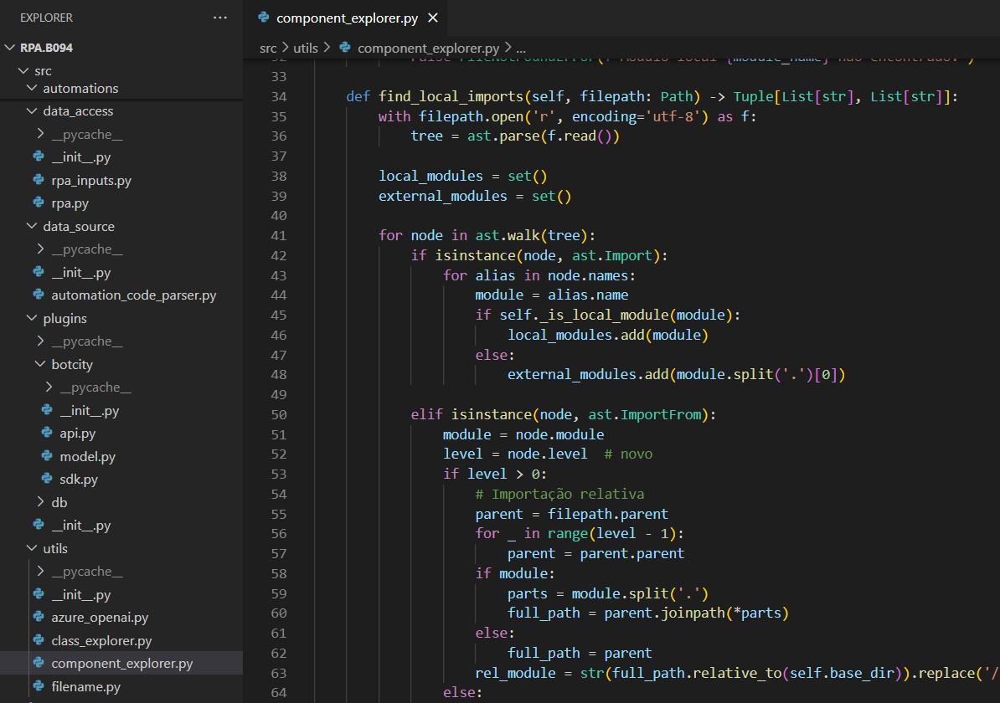 EXPLORER
···
RPA.B094
src
automations
data_access
__pycache__
__init__.py
rpa_inputs.py
rpa.py
data_source
__pycache__
__init__.py
automation_code_parser.py
plugins
__pycache__
botcity
__pycache__
__init__.py
api.py
model.py
sdk.py
db
__init__.py
utils
__pycache__
__init__.py
azure_openai.py
class_explorer.py
component_explorer.py
filename.py
component_explorer.py
src > utils > component_explorer.py > ...
33
34 def find_local_imports(self, filepath: Path) -> Tuple[List[str], List[str]]:
35 with filepath.open('r', encoding='utf-8') as f:
36 tree = ast.parse(f.read())
37
38 local_modules = set()
39 external_modules = set()
40
41 for node in ast.walk(tree):
42 if isinstance(node, ast.Import):
43 for alias in node.names:
44 module = alias.name
45 if self._is_local_module(module):
46 local_modules.add(module)
47 else:
48 external_modules.add(module.split('.')[0])
49
50 elif isinstance(node, ast.ImportFrom):
51 module = node.module
52 level = node.level # novo
53 if level > 0:
54 # Importação relativa
55 parent = filepath.parent
56 for _ in range(level - 1):
57 parent = parent.parent
58 if module:
59 parts = module.split('.')
60 full_path = parent.joinpath(*parts)
61 else:
62 full_path = parent
63 rel_module = str(full_path.relative_to(self.base_dir)).replace('/
64 else: